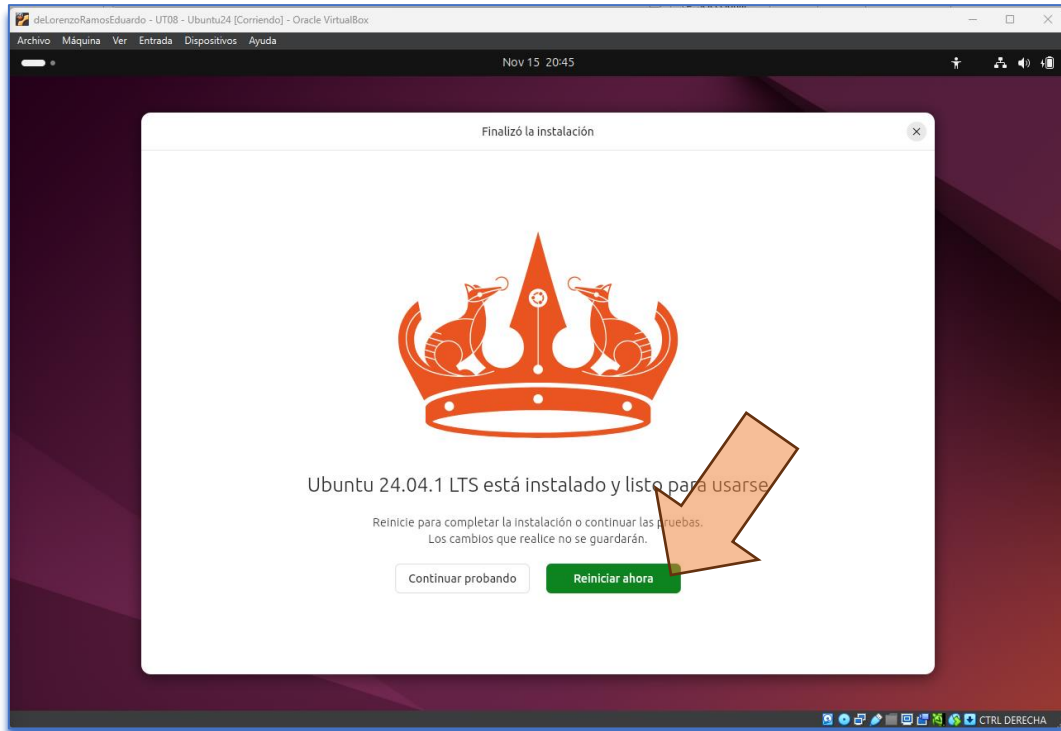 deLorenzoRamosEduardo - UT08 - Ubuntu24 [Corriendo] - Oracle VirtualBox
Archivo Máquina Ver Entrada Dispositivos Ayuda
Nov 15 20:45
Finalizó la instalación
Ubuntu 24.04.1 LTS está instalado y listo para usarse
Reinicie para completar la instalación o continuar las pruebas.
Los cambios que realice no se guardarán.
Continuar probando Reiniciar ahora
CTRL DERECHA